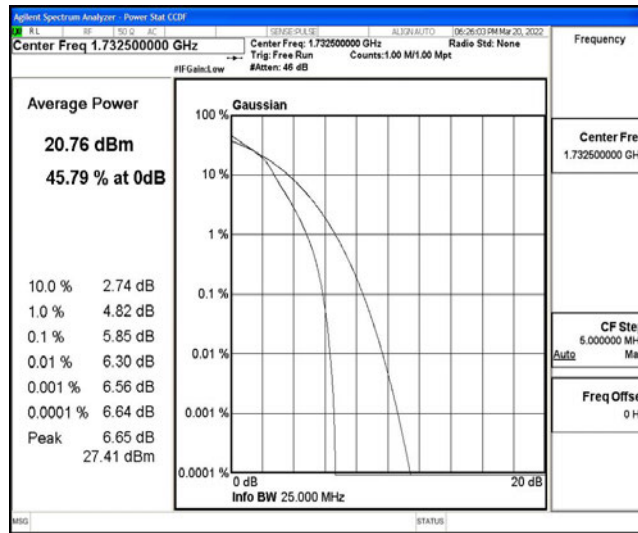 Agilent Spectrum Analyzer - Power Stat CCDF
RL RF 50 Ω AC SENSE:PULSE ALIGN AUTO 06:26:03 PM Mar 20, 2022
Center Freq 1.732500000 GHz
Center Freq: 1.732500000 GHz Radio Std: None
Trig: Free Run Counts:1.00 M/1.00 Mpt
#IFGain:Low #Atten: 46 dB
Frequency
Average Power
20.76 dBm
45.79 % at 0dB
10.0 % 2.74 dB
1.0 % 4.82 dB
0.1 % 5.85 dB
0.01 % 6.30 dB
0.001 % 6.56 dB
0.0001 % 6.64 dB
Peak 6.65 dB
27.41 dBm
Gaussian
100 %
10 %
1 %
0.1 %
0.01 %
0.001 %
0.0001 %
0 dB 20 dB
Info BW 25.000 MHz
Center Fre
1.732500000 GH
CF Ste
5.000000 MH
Auto Ma
Freq Offse
0 H
MSG STATUS